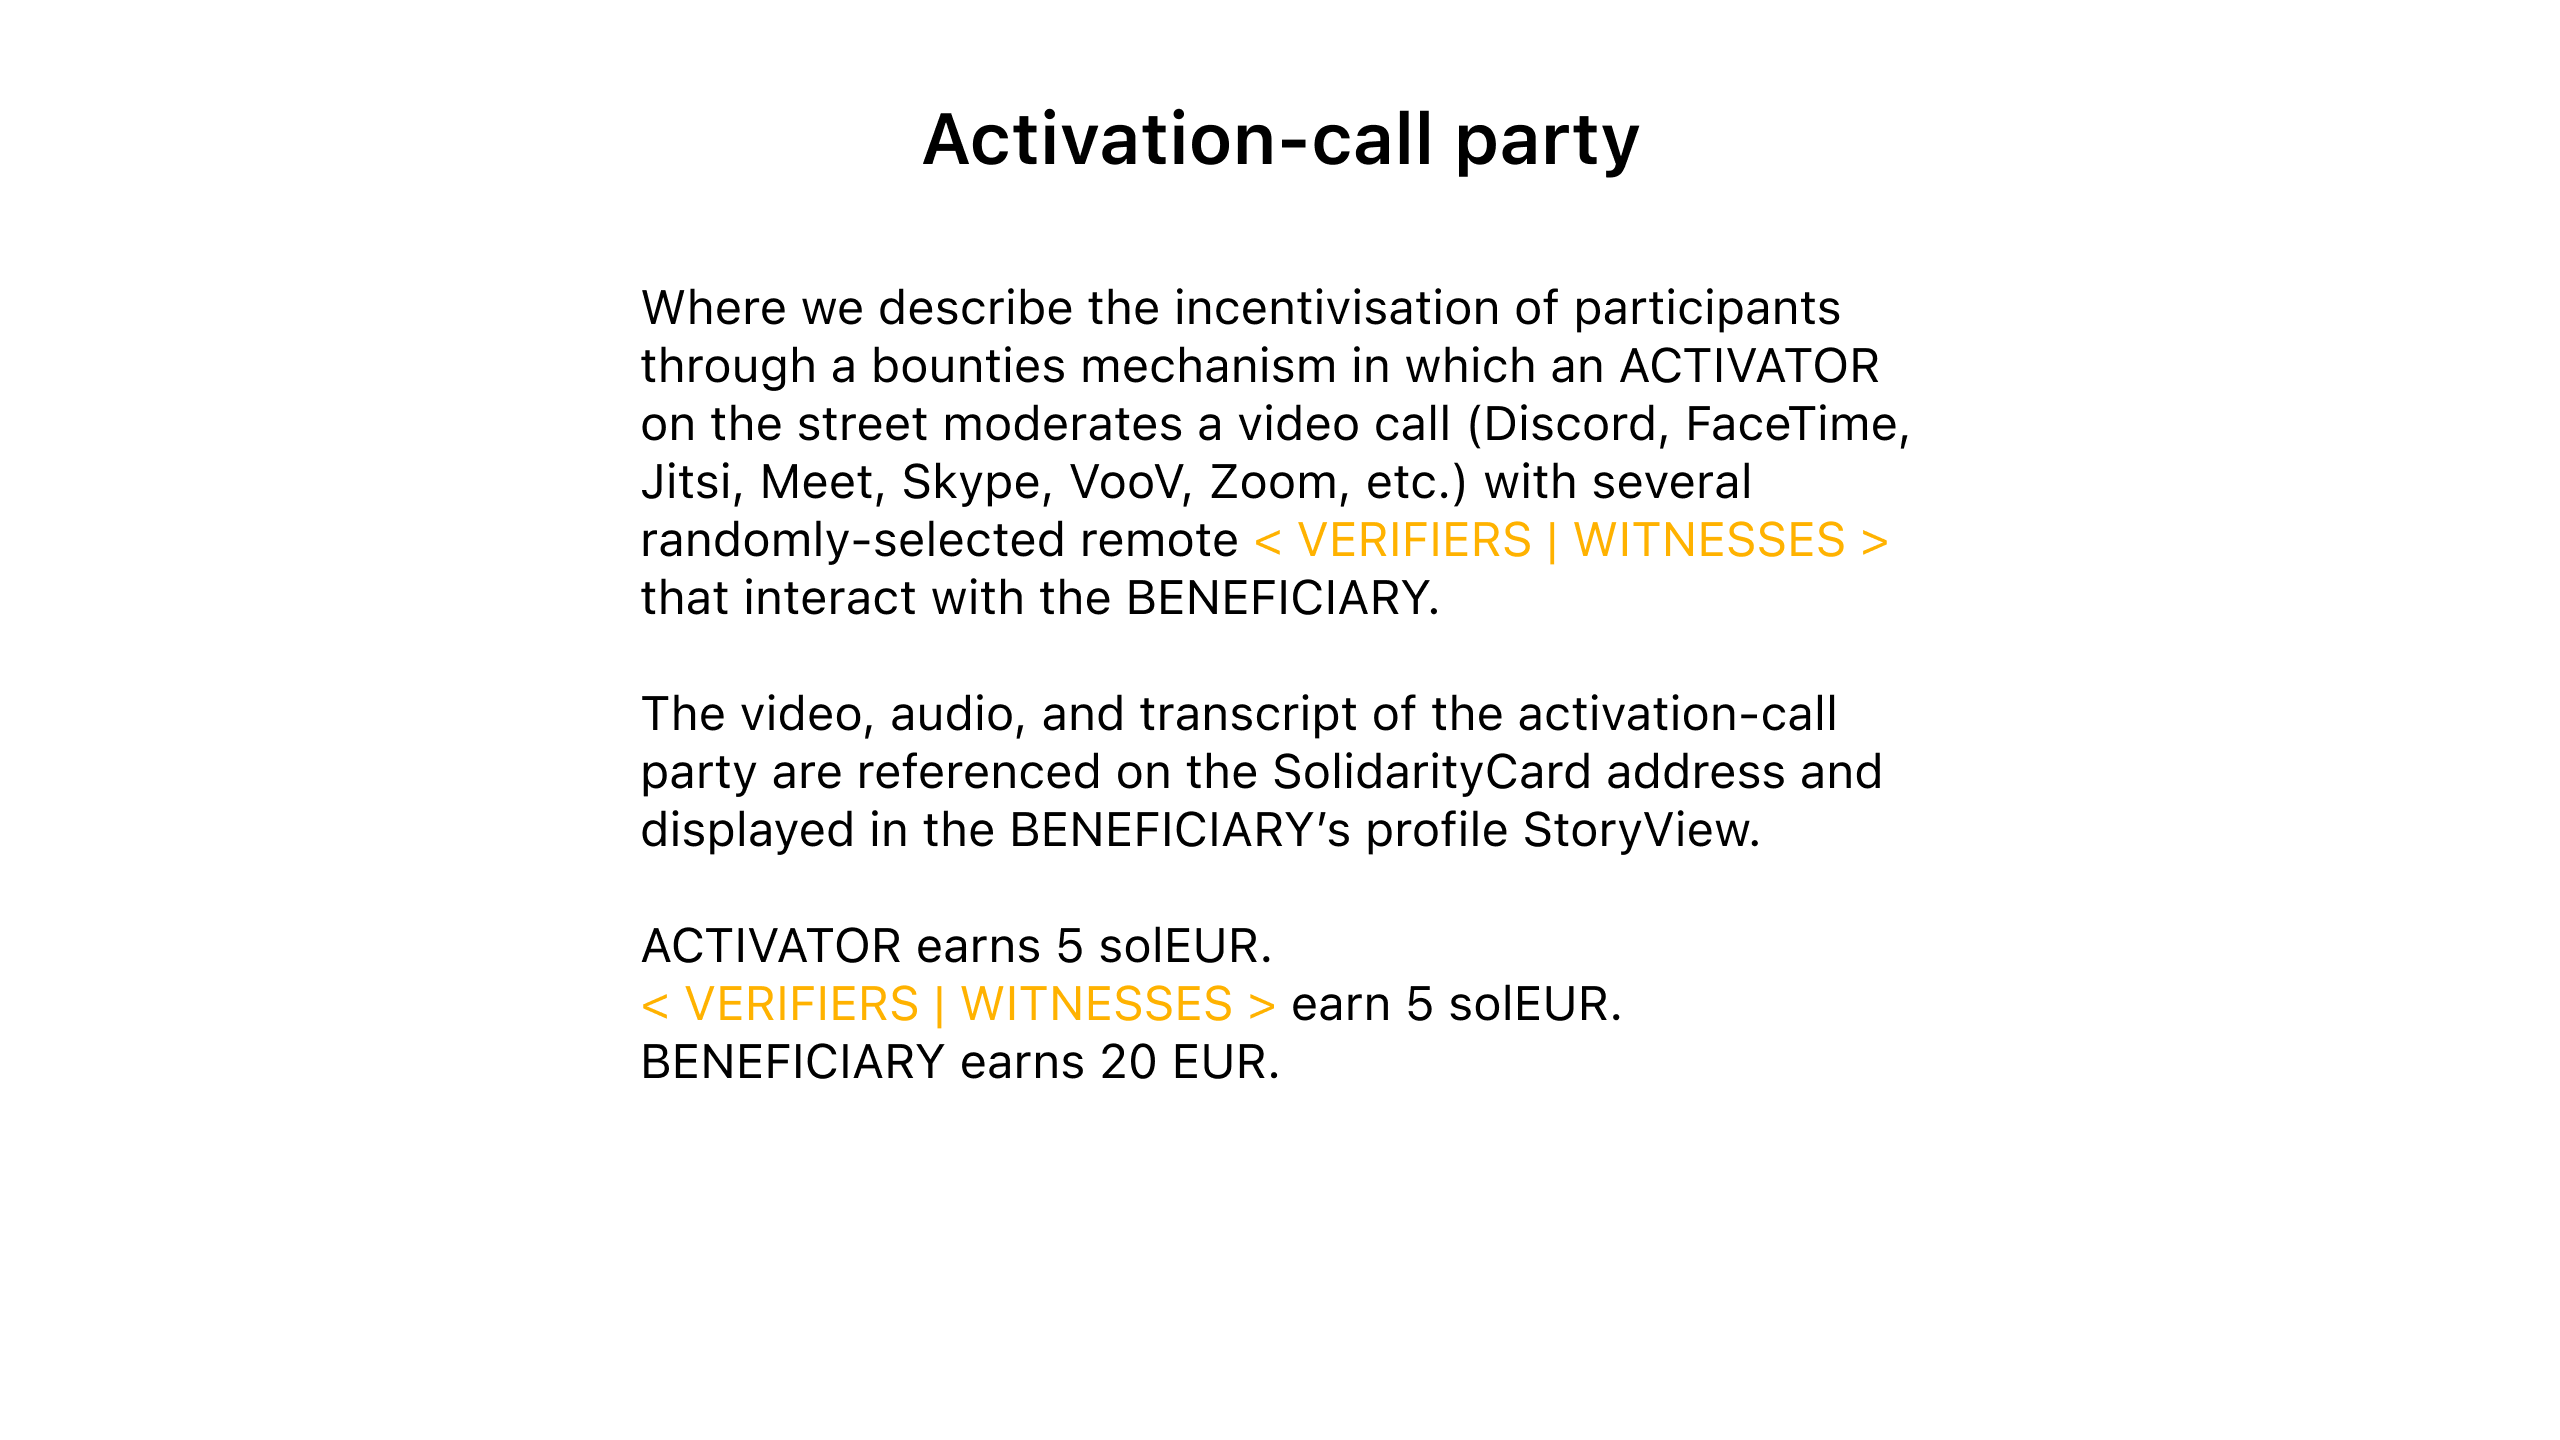 Activation-call party
Where we describe the incentivisation of participants
through a bounties mechanism in which an ACTIVATOR
on the street moderates a video call (Discord, FaceTime,
Jitsi, Meet, Skype, VooV, Zoom, etc.) with several
randomly-selected remote < VERIFIERS | WITNESSES >
that interact with the BENEFICIARY.
The video, audio, and transcript of the activation-call
party are referenced on the SolidarityCard address and
displayed in the BENEFICIARY’s profile StoryView.
ACTIVATOR earns 5 solEUR.
< VERIFIERS | WITNESSES > earn 5 solEUR.
BENEFICIARY earns 20 EUR.